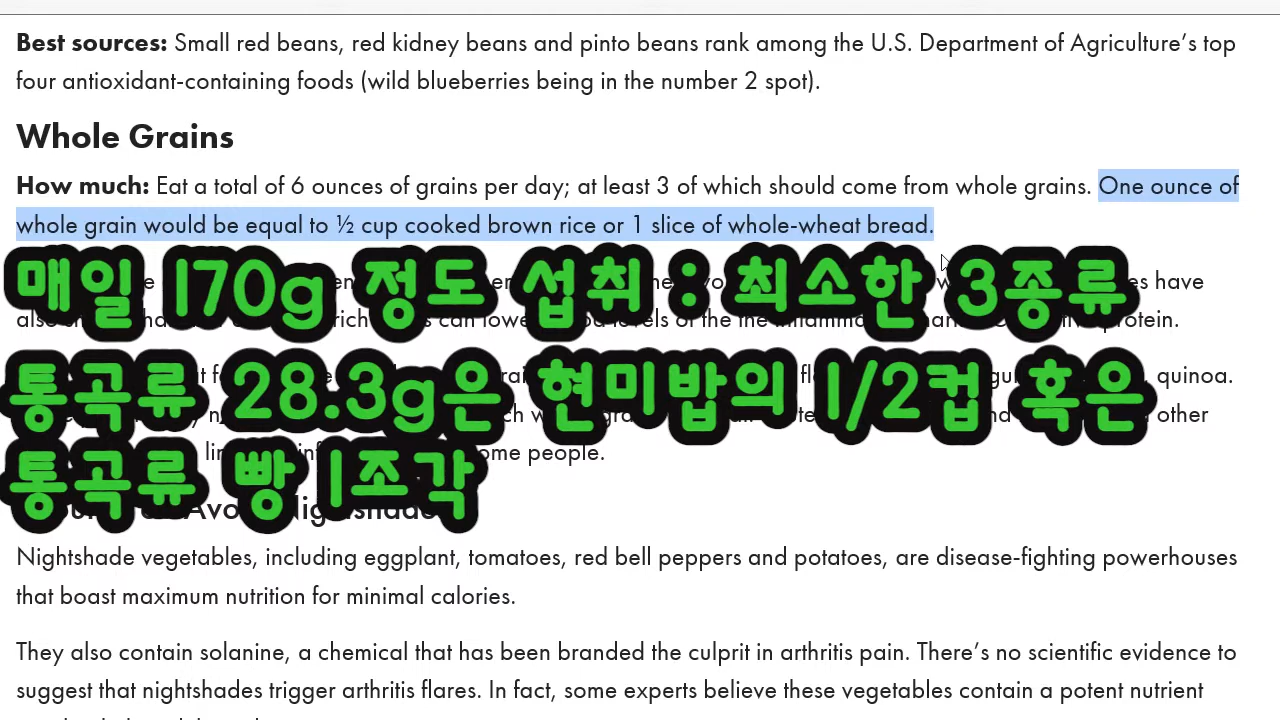 Best sources: Small red beans, red kidney beans and pinto beans rank among the U.S. Department of Agriculture’s top
four antioxidant-containing foods (wild blueberries being in the number 2 spot).
Whole Grains
How much: Eat a total of 6 ounces of grains per day; at least 3 of which should come from whole grains. One ounce of
whole grain would be equal to ½ cup cooked brown rice or 1 slice of whole-wheat bread.
매일 170g 정도 섭취 : 최소한 3종류
have
can protein.
통곡류 28.3g은 현미밥의 1/2컵 혹은
quinoa.
other
통곡류 빵 1조각
some people.
Nightshade vegetables, including eggplant, tomatoes, red bell peppers and potatoes, are disease-fighting powerhouses
that boast maximum nutrition for minimal calories.
They also contain solanine, a chemical that has been branded the culprit in arthritis pain. There’s no scientific evidence to
suggest that nightshades trigger arthritis flares. In fact, some experts believe these vegetables contain a potent nutrient